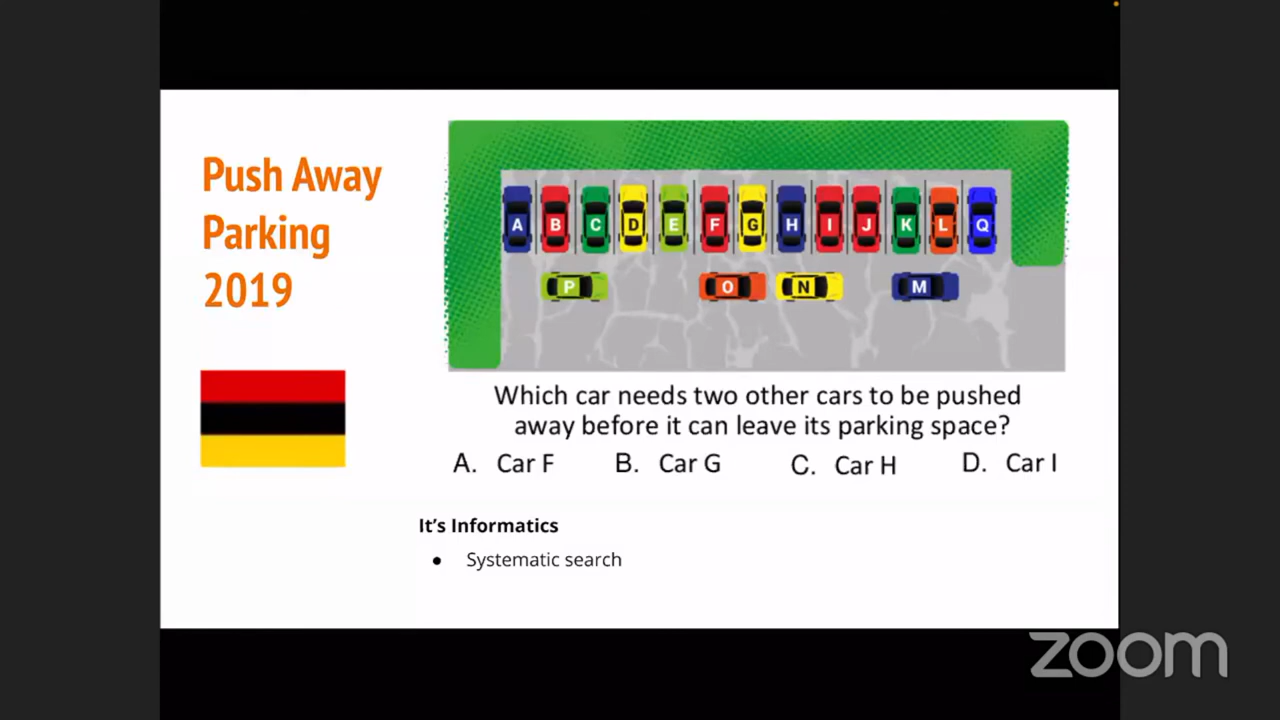 Push Away
Parking
2019
A B C D E F G H I J K L Q
P O N M
Which car needs two other cars to be pushed
away before it can leave its parking space?
A. Car F B. Car G C. Car H D. Car I
It's Informatics
● Systematic search
zoom